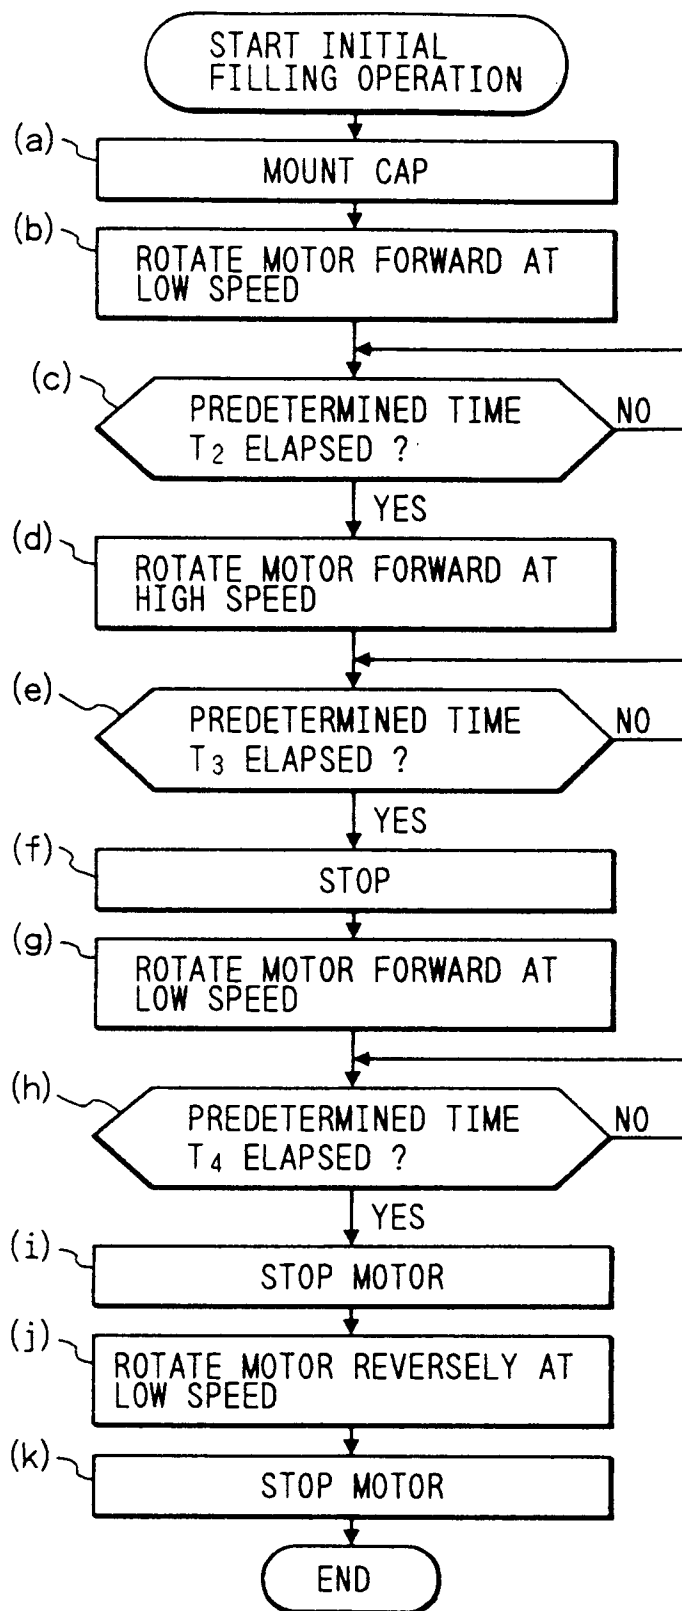 START INITIAL
FILLING OPERATION
(a)
MOUNT CAP
(b)
ROTATE MOTOR FORWARD AT
LOW SPEED
(c)
PREDETERMINED TIME
T2 ELAPSED ?
NO
YES
(d)
ROTATE MOTOR FORWARD AT
HIGH SPEED
(e)
PREDETERMINED TIME
T3 ELAPSED ?
NO
YES
(f)
STOP
(g)
ROTATE MOTOR FORWARD AT
LOW SPEED
(h)
PREDETERMINED TIME
T4 ELAPSED ?
NO
YES
(i)
STOP MOTOR
(j)
ROTATE MOTOR REVERSELY AT
LOW SPEED
(k)
STOP MOTOR
END